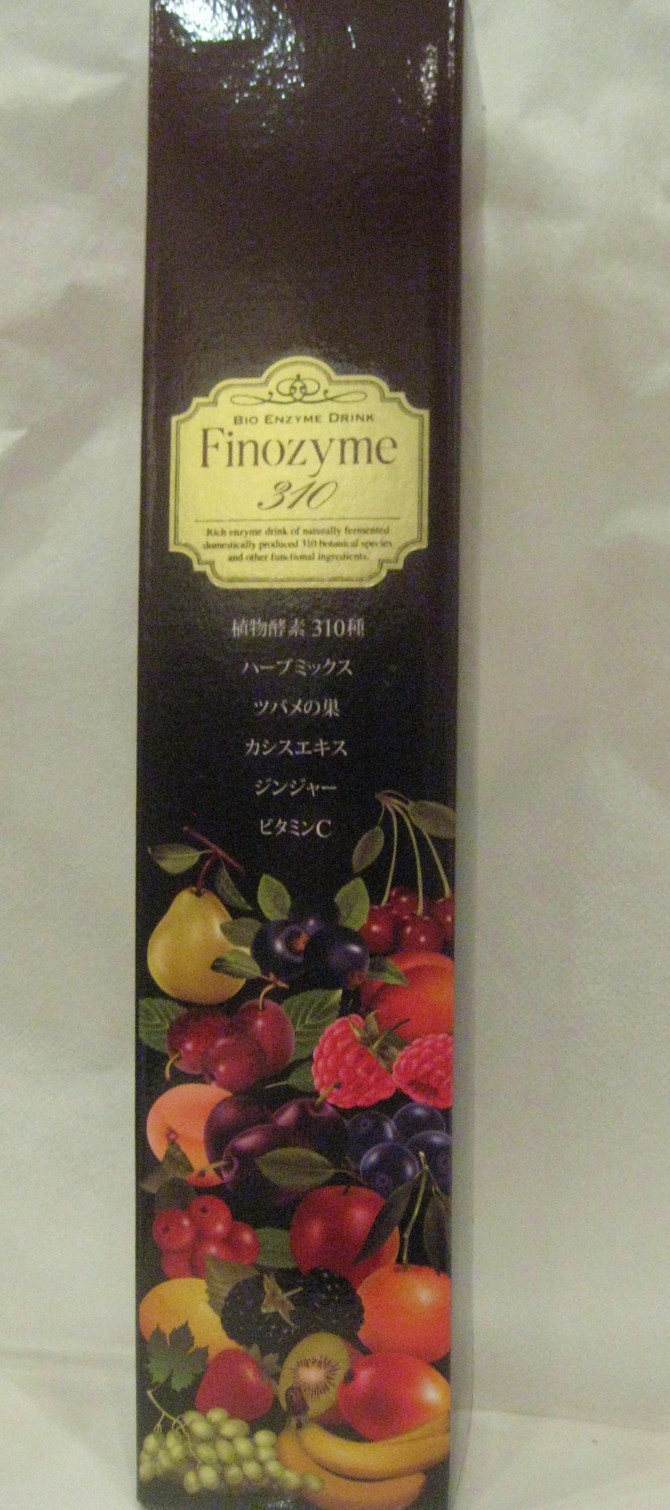 BIO ENZYME DRINK
Finozyme
310
Rich enzyme drink of naturally fermented
domestically produced 310 botanical species
and other functional ingredients.
植物酵素 310種
ハーブミックス
ツバメの巣
カシスエキス
ジンジャー
ビタミンC